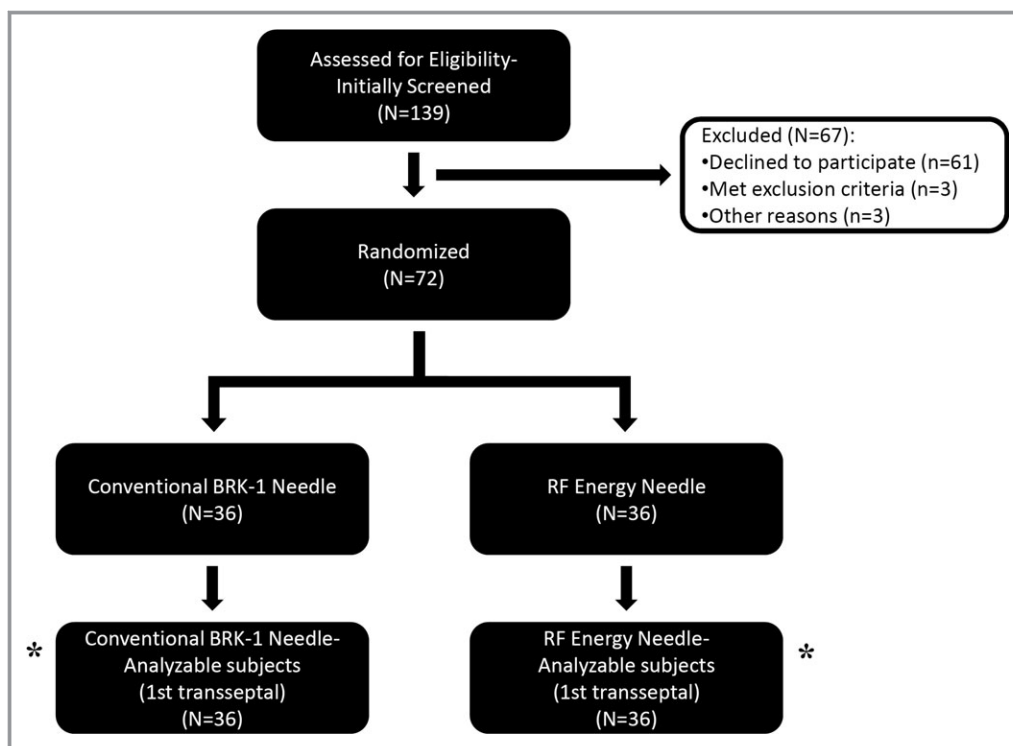 Assessed for Eligibility-
Initially Screened
(N=139)
Excluded (N=67):
•Declined to participate (n=61)
•Met exclusion criteria (n=3)
•Other reasons (n=3)
Randomized
(N=72)
Conventional BRK-1 Needle
(N=36)
RF Energy Needle
(N=36)
*
Conventional BRK-1 Needle-
Analyzable subjects
(1st transseptal)
(N=36)
RF Energy Needle-
Analyzable subjects
(1st transseptal)
(N=36)
*